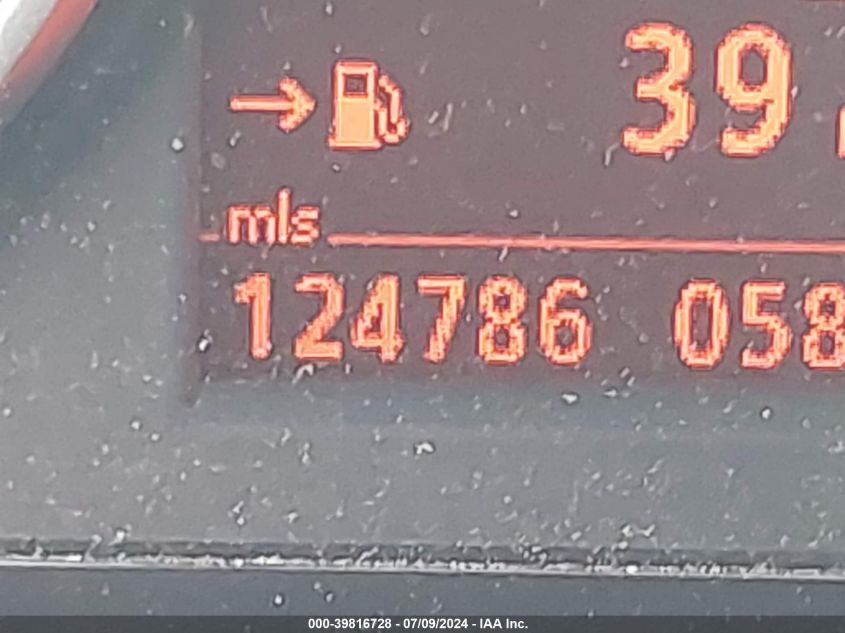 39
mls
124786 058
000-39816728 - 07/09/2024 - IAA Inc.